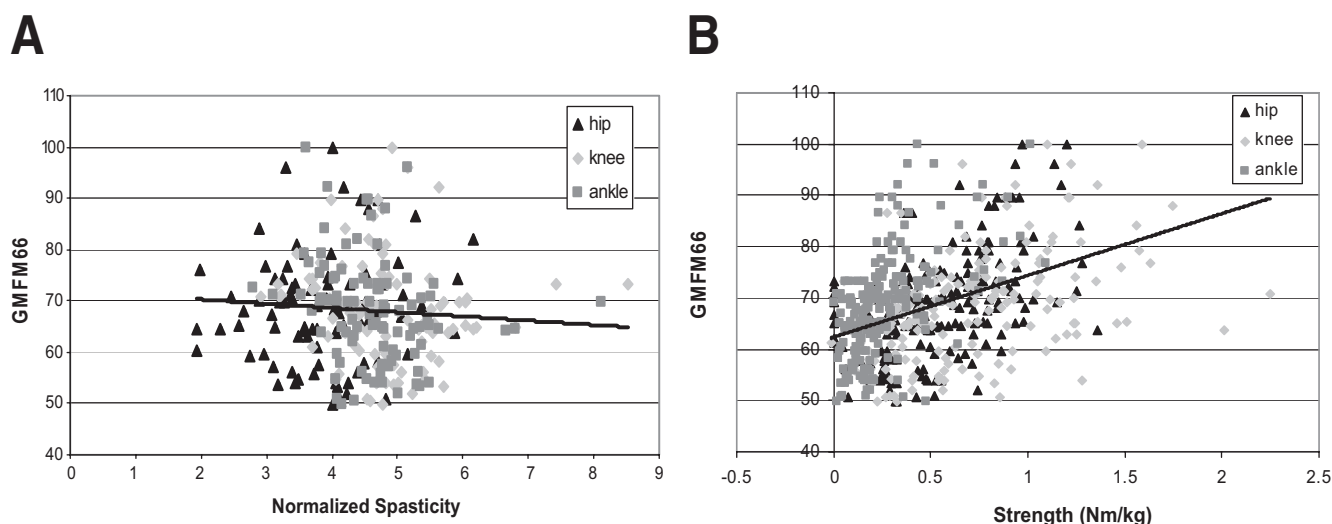 A
110
100
90
80
70
60
50
40
GMFM66
0 1 2 3 4 5 6 7 8 9
Normalized Spasticity
hip
knee
ankle
B
110
100
90
80
70
60
50
40
GMFM66
-0.5 0 0.5 1 1.5 2 2.5
Strength (Nm/kg)
hip
knee
ankle